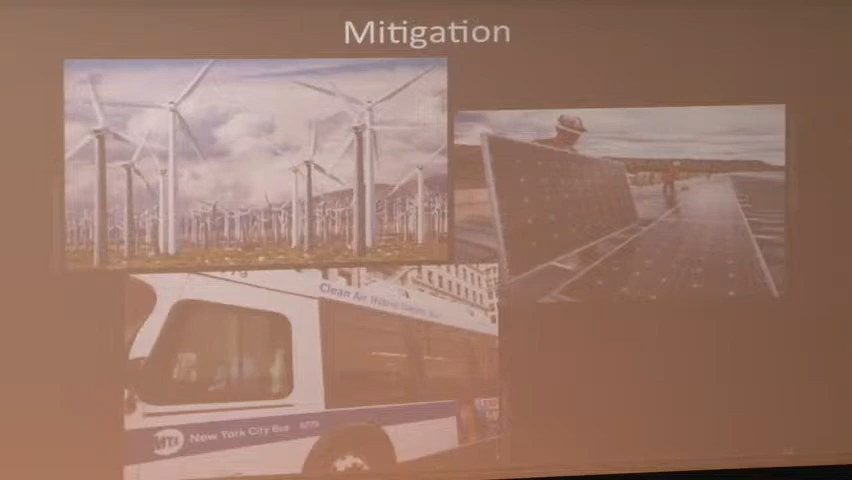 Mitigation
Clean Air Hybrid Electric Bus
MTA New York City Bus